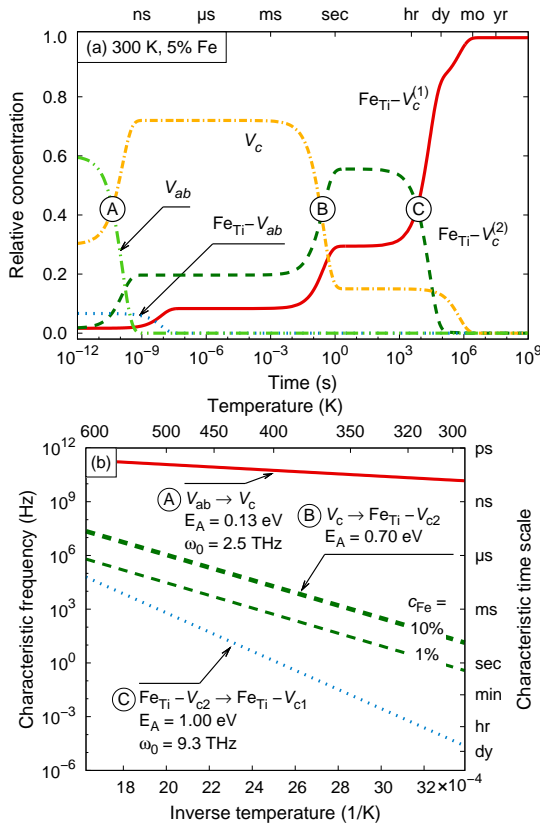 ns μs ms sec hr dy mo yr
(a) 300 K, 5% Fe
Relative concentration
1.0
0.8
0.6
0.4
0.2
0.0
V_ab
V_c
Fe_Ti−V_ab
Fe_Ti−V_c^(1)
Fe_Ti−V_c^(2)
A
B
C
10^−12 10^−9 10^−6 10^−3 10^0 10^3 10^6 10^9
Time (s)
Temperature (K)
600 500 440 400 350 320 300
(b)
Characteristic frequency (Hz)
10^12
10^9
10^6
10^3
10^0
10^−3
10^−6
A V_ab → V_c
E_A = 0.13 eV
ω_0 = 2.5 THz
B V_c → Fe_Ti − V_c2
E_A = 0.70 eV
c_Fe =
10%
1%
C Fe_Ti − V_c2 → Fe_Ti − V_c1
E_A = 1.00 eV
ω_0 = 9.3 THz
ps
ns
μs
ms
sec
min
hr
dy
Characteristic time scale
18 20 22 24 26 28 30 32×10^−4
Inverse temperature (1/K)